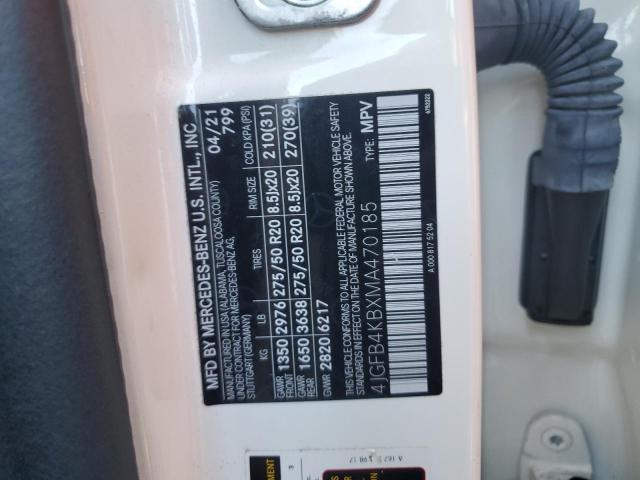 MFD BY MERCEDES-BENZ U.S. INTL., INC. 04/21
MANUFACTURED IN USA (ALABAMA, TUSCALOOSA COUNTY) 799
UNDER CONTRACT FOR MERCEDES-BENZ AG,
STUTTGART (GERMANY)
KG LB TIRES RIM SIZE COLD KPA (PSI)
GAWR FRONT 1350 2976 275/50 R20 8.5Jx20 210(31)
GAWR REAR 1650 3638 275/50 R20 8.5Jx20 270(39)
GVWR 2820 6217
THIS VEHICLE CONFORMS TO ALL APPLICABLE FEDERAL MOTOR VEHICLE SAFETY
STANDARDS IN EFFECT ON THE DATE OF MANUFACTURE SHOWN ABOVE.
4JGFB4KBXMA470185 TYPE: MPV
A 000 817 52 04